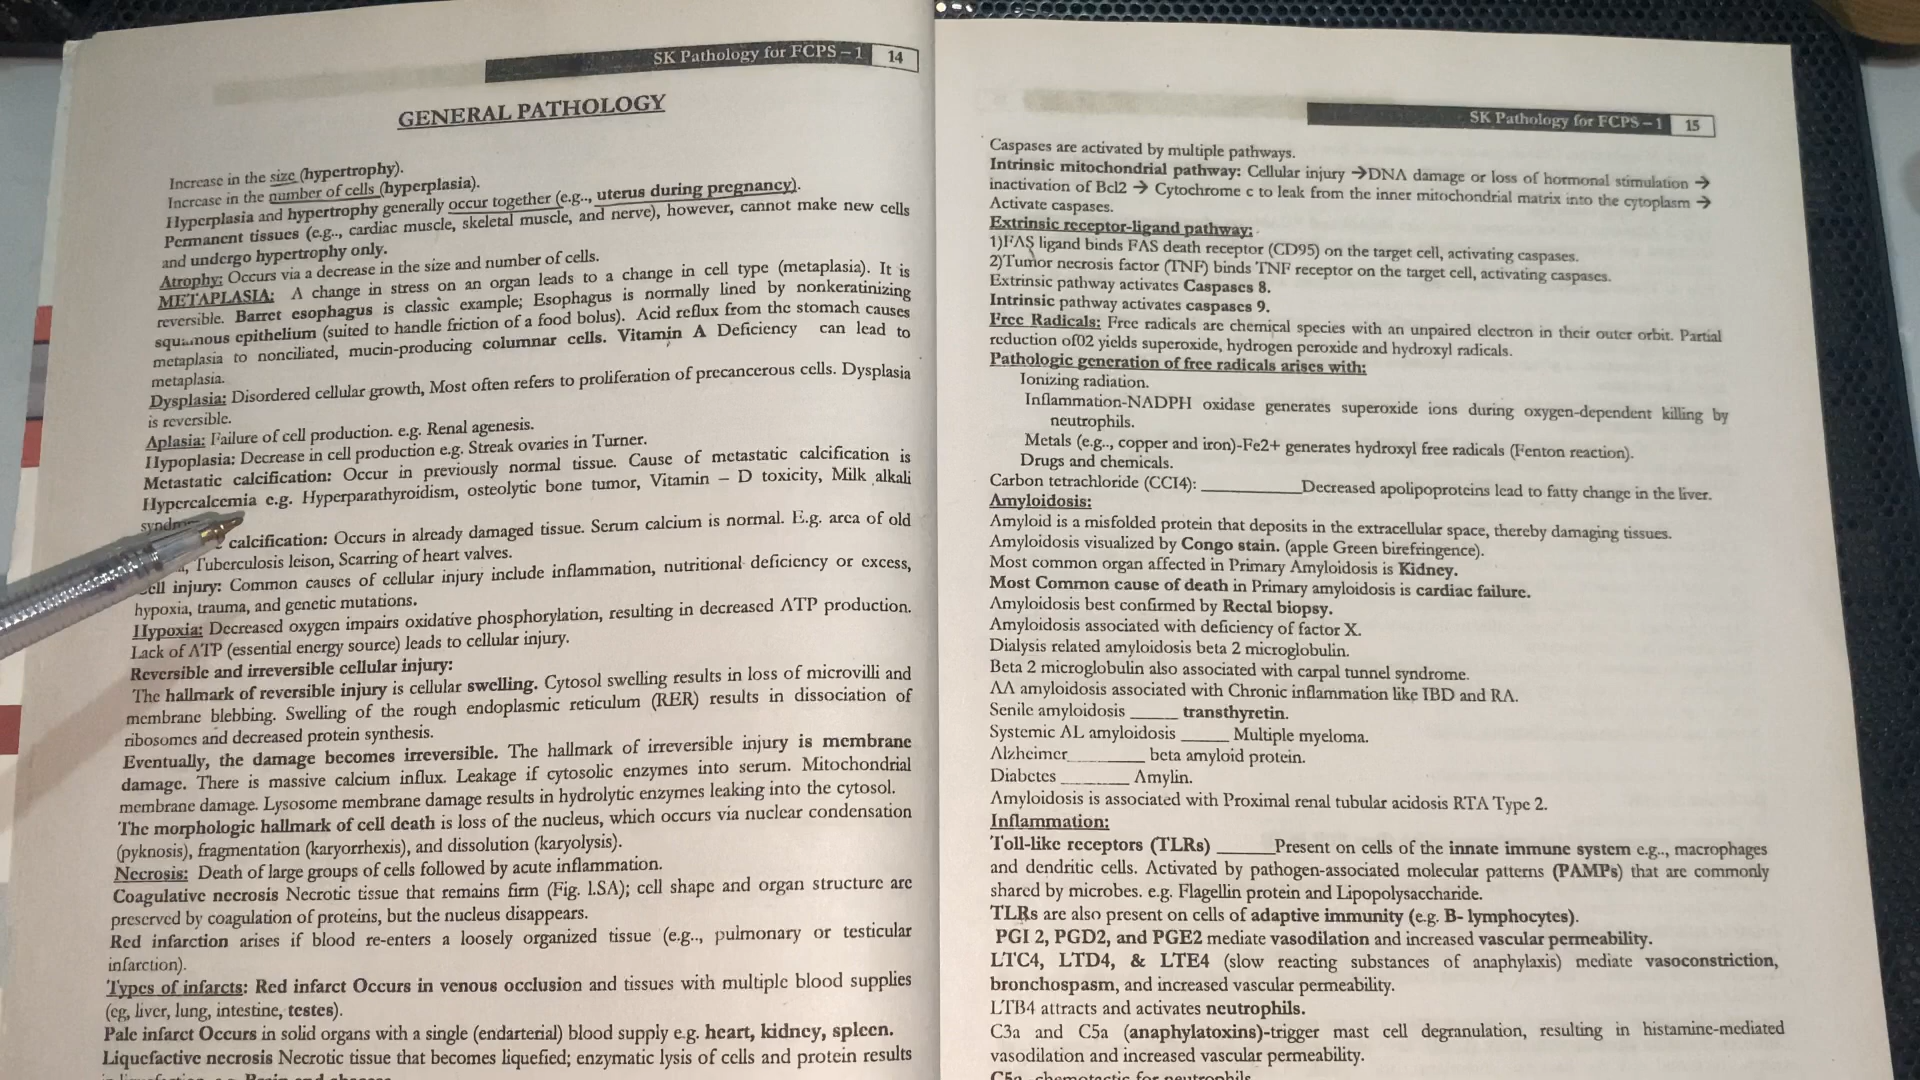 SK Pathology for FCPS – 1 14
GENERAL PATHOLOGY
Increase in the size (hypertrophy).
Increase in the number of cells (hyperplasia).
Hyperplasia and hypertrophy generally occur together (e.g.., uterus during pregnancy).
Permanent tissues (e.g.., cardiac muscle, skeletal muscle, and nerve), however, cannot make new cells
and undergo hypertrophy only.
Atrophy: Occurs via a decrease in the size and number of cells.
METAPLASIA: A change in stress on an organ leads to a change in cell type (metaplasia). It is
reversible. Barret esophagus is classic example; Esophagus is normally lined by nonkeratinizing
squamous epithelium (suited to handle friction of a food bolus). Acid reflux from the stomach causes
metaplasia to nonciliated, mucin-producing columnar cells. Vitamin A Deficiency can lead to
metaplasia.
Dysplasia: Disordered cellular growth, Most often refers to proliferation of precancerous cells. Dysplasia
is reversible.
Aplasia: Failure of cell production. e.g. Renal agenesis.
Hypoplasia: Decrease in cell production e.g. Streak ovaries in Turner.
Metastatic calcification: Occur in previously normal tissue. Cause of metastatic calcification is
Hypercalcemia e.g. Hyperparathyroidism, osteolytic bone tumor, Vitamin – D toxicity, Milk alkali
calcification: Occurs in already damaged tissue. Serum calcium is normal. E.g. area of old
Tuberculosis leison, Scarring of heart valves.
injury: Common causes of cellular injury include inflammation, nutritional deficiency or excess,
hypoxia, trauma, and genetic mutations.
Hypoxia: Decreased oxygen impairs oxidative phosphorylation, resulting in decreased ATP production.
Lack of ATP (essential energy source) leads to cellular injury.
Reversible and irreversible cellular injury:
The hallmark of reversible injury is cellular swelling. Cytosol swelling results in loss of microvilli and
membrane blebbing. Swelling of the rough endoplasmic reticulum (RER) results in dissociation of
ribosomes and decreased protein synthesis.
Eventually, the damage becomes irreversible. The hallmark of irreversible injury is membrane
damage. There is massive calcium influx. Leakage if cytosolic enzymes into serum. Mitochondrial
membrane damage. Lysosome membrane damage results in hydrolytic enzymes leaking into the cytosol.
The morphologic hallmark of cell death is loss of the nucleus, which occurs via nuclear condensation
(pyknosis), fragmentation (karyorrhexis), and dissolution (karyolysis).
Necrosis: Death of large groups of cells followed by acute inflammation.
Coagulative necrosis Necrotic tissue that remains firm (Fig. 1.SA); cell shape and organ structure are
preserved by coagulation of proteins, but the nucleus disappears.
Red infarction arises if blood re-enters a loosely organized tissue (e.g.., pulmonary or testicular
infarction).
Types of infarcts: Red infarct Occurs in venous occlusion and tissues with multiple blood supplies
(eg, liver, lung, intestine, testes).
Pale infarct Occurs in solid organs with a single (endarterial) blood supply e.g. heart, kidney, spleen.
Liquefactive necrosis Necrotic tissue that becomes liquefied; enzymatic lysis of cells and protein results
SK Pathology for FCPS – 1 15
Caspases are activated by multiple pathways.
Intrinsic mitochondrial pathway: Cellular injury →DNA damage or loss of hormonal stimulation →
inactivation of Bcl2 → Cytochrome c to leak from the inner mitochondrial matrix into the cytoplasm →
Activate caspases.
Extrinsic receptor-ligand pathway:
1)FAS ligand binds FAS death receptor (CD95) on the target cell, activating caspases.
2)Tumor necrosis factor (TNF) binds TNF receptor on the target cell, activating caspases.
Extrinsic pathway activates Caspases 8.
Intrinsic pathway activates caspases 9.
Free Radicals: Free radicals are chemical species with an unpaired electron in their outer orbit. Partial
reduction of02 yields superoxide, hydrogen peroxide and hydroxyl radicals.
Pathologic generation of free radicals arises with:
Ionizing radiation.
Inflammation-NADPH oxidase generates superoxide ions during oxygen-dependent killing by
neutrophils.
Metals (e.g.., copper and iron)-Fe2+ generates hydroxyl free radicals (Fenton reaction).
Drugs and chemicals.
Carbon tetrachloride (CCI4): ___________Decreased apolipoproteins lead to fatty change in the liver.
Amyloidosis:
Amyloid is a misfolded protein that deposits in the extracellular space, thereby damaging tissues.
Amyloidosis visualized by Congo stain. (apple Green birefringence).
Most common organ affected in Primary Amyloidosis is Kidney.
Most Common cause of death in Primary amyloidosis is cardiac failure.
Amyloidosis best confirmed by Rectal biopsy.
Amyloidosis associated with deficiency of factor X.
Dialysis related amyloidosis beta 2 microglobulin.
Beta 2 microglobulin also associated with carpal tunnel syndrome.
AA amyloidosis associated with Chronic inflammation like IBD and RA.
Senile amyloidosis _____ transthyretin.
Systemic AL amyloidosis _____ Multiple myeloma.
Alzheimer________ beta amyloid protein.
Diabetes _______ Amylin.
Amyloidosis is associated with Proximal renal tubular acidosis RTA Type 2.
Inflammation:
Toll-like receptors (TLRs) ______Present on cells of the innate immune system e.g.., macrophages
and dendritic cells. Activated by pathogen-associated molecular patterns (PAMPs) that are commonly
shared by microbes. e.g. Flagellin protein and Lipopolysaccharide.
TLRs are also present on cells of adaptive immunity (e.g. B- lymphocytes).
PGI 2, PGD2, and PGE2 mediate vasodilation and increased vascular permeability.
LTC4, LTD4, & LTE4 (slow reacting substances of anaphylaxis) mediate vasoconstriction,
bronchospasm, and increased vascular permeability.
LTB4 attracts and activates neutrophils.
C3a and C5a (anaphylatoxins)-trigger mast cell degranulation, resulting in histamine-mediated
vasodilation and increased vascular permeability.
C5a chemotactic for neutrophils